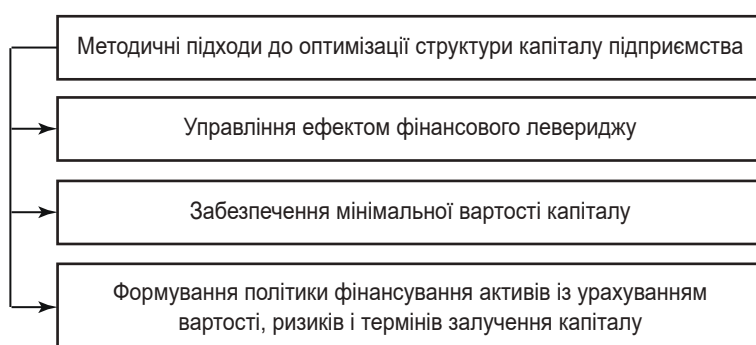 Методичні підходи до оптимізації структури капіталу підприємства
Управління ефектом фінансового левериджу
Забезпечення мінімальної вартості капіталу
Формування політики фінансування активів із урахуванням
вартості, ризиків і термінів залучення капіталу